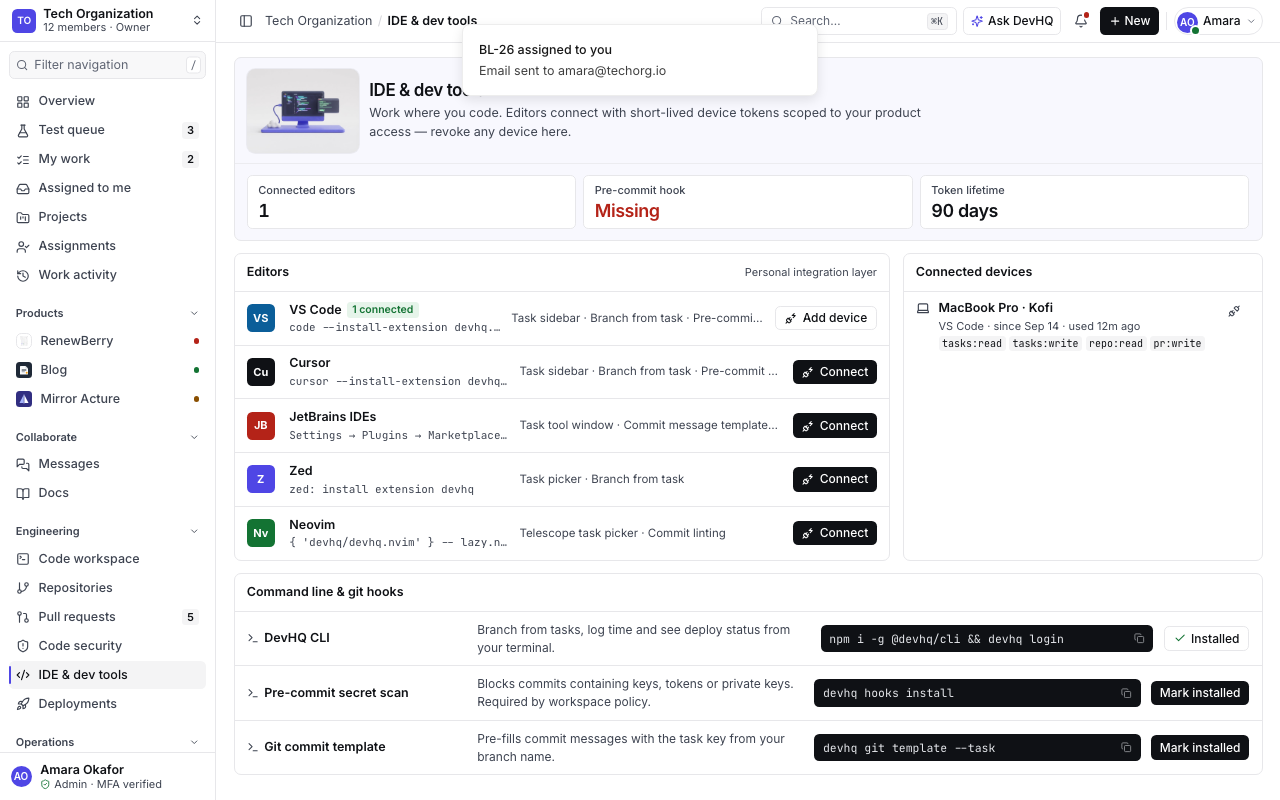 TO
Tech Organization
12 members · Owner
Filter navigation
/
Overview
Test queue
3
My work
2
Assigned to me
Projects
Assignments
Work activity
Products
RenewBerry
Blog
Mirror Acture
Collaborate
Messages
Docs
Engineering
Code workspace
Repositories
Pull requests
5
Code security
IDE & dev tools
Deployments
Operations
AO
Amara Okafor
Admin · MFA verified
Tech Organization / IDE & dev tools
Search...
⌘K
Ask DevHQ
New
AO
Amara
BL-26 assigned to you
Email sent to amara@techorg.io
IDE & dev
Work where you code. Editors connect with short-lived device tokens scoped to your product
access — revoke any device here.
Connected editors
1
Pre-commit hook
Missing
Token lifetime
90 days
Editors
Personal integration layer
VS
VS Code
1 connected
code --install-extension devhq.…
Task sidebar · Branch from task · Pre-commi…
Add device
Cu
Cursor
cursor --install-extension devhq…
Task sidebar · Branch from task · Pre-commit …
Connect
JB
JetBrains IDEs
Settings → Plugins → Marketplace…
Task tool window · Commit message template…
Connect
Z
Zed
zed: install extension devhq
Task picker · Branch from task
Connect
Nv
Neovim
{ 'devhq/devhq.nvim' } -- lazy.n…
Telescope task picker · Commit linting
Connect
Connected devices
MacBook Pro · Kofi
VS Code · since Sep 14 · used 12m ago
tasks:read tasks:write repo:read pr:write
Command line & git hooks
DevHQ CLI
Branch from tasks, log time and see deploy status from
your terminal.
npm i -g @devhq/cli && devhq login
Installed
Pre-commit secret scan
Blocks commits containing keys, tokens or private keys.
Required by workspace policy.
devhq hooks install
Mark installed
Git commit template
Pre-fills commit messages with the task key from your
branch name.
devhq git template --task
Mark installed